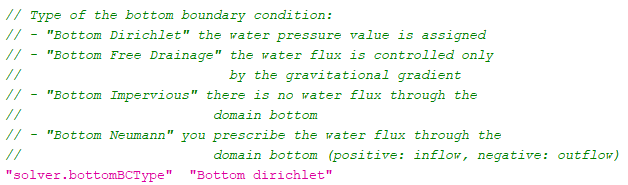 // Type of the bottom boundary condition:
// - "Bottom Dirichlet" the water pressure value is assigned
// - "Bottom Free Drainage" the water flux is controlled only
//                          by the gravitational gradient
// - "Bottom Impervious" there is no water flux through the
//                        domain bottom
// - "Bottom Neumann" you prescribe the water flux through the
//                        domain bottom (positive: inflow, negative: outflow)
"solver.bottomBCType"  "Bottom dirichlet"